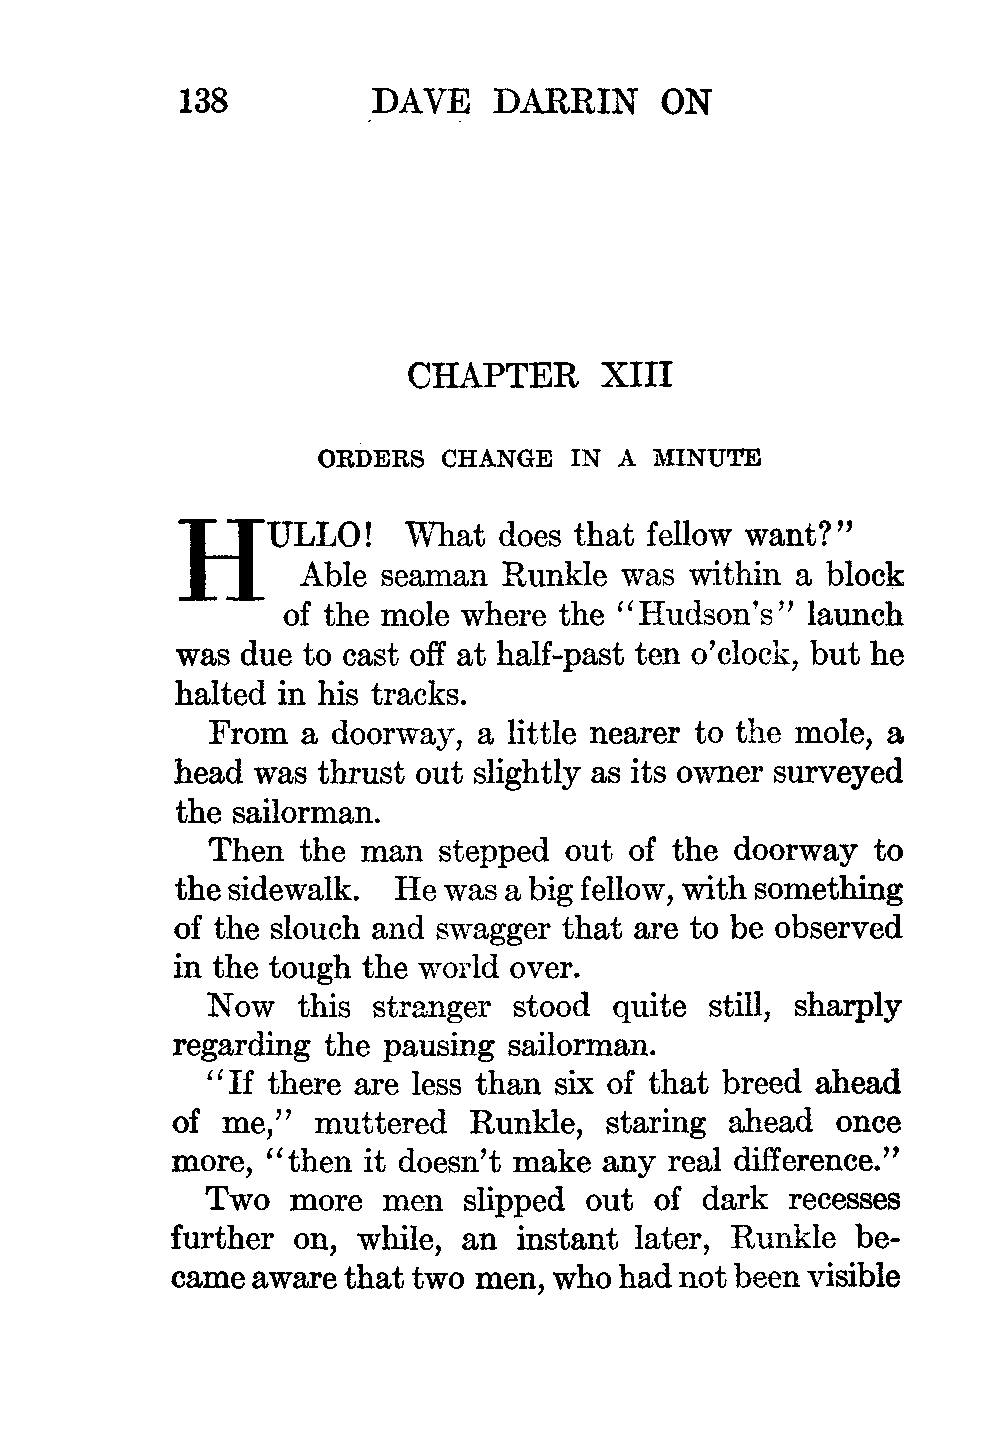 138 DAVE DARRIN ON
CHAPTER XIII
ORDERS CHANGE IN A MINUTE
HULLO! What does that fellow want?”
Able seaman Runkle was within a block
of the mole where the “Hudson’s” launch
was due to cast off at half-past ten o’clock, but he
halted in his tracks.
From a doorway, a little nearer to the mole, a
head was thrust out slightly as its owner surveyed
the sailorman.
Then the man stepped out of the doorway to
the sidewalk. He was a big fellow, with something
of the slouch and swagger that are to be observed
in the tough the world over.
Now this stranger stood quite still, sharply
regarding the pausing sailorman.
“If there are less than six of that breed ahead
of me,” muttered Runkle, staring ahead once
more, “then it doesn’t make any real difference.”
Two more men slipped out of dark recesses
further on, while, an instant later, Runkle be-
came aware that two men, who had not been visible